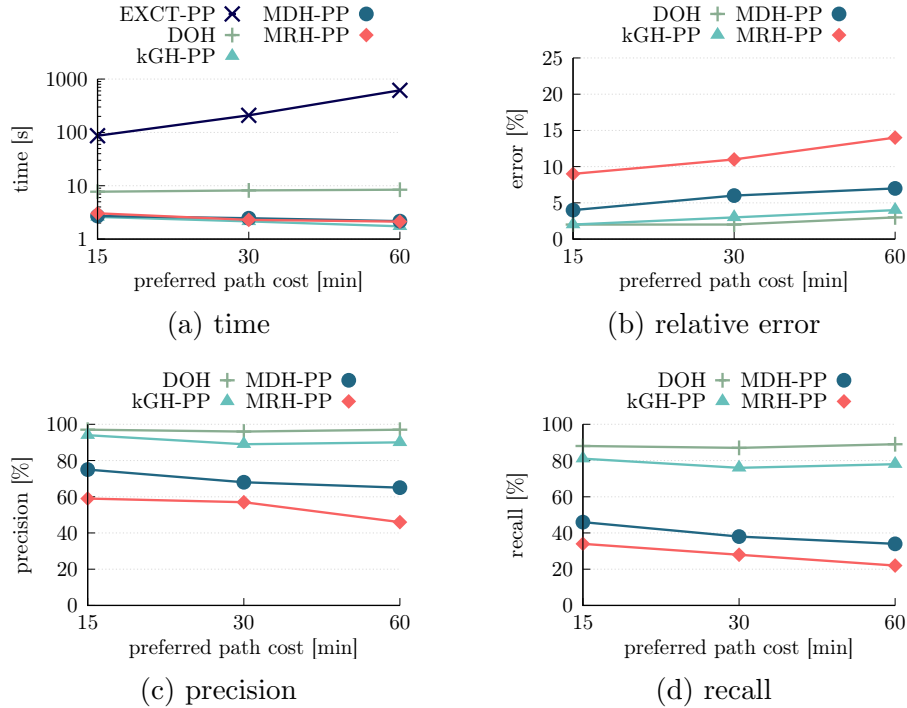 EXCT-PP MDH-PP
DOH MRH-PP
kGH-PP
1000
100
10
1
time [s]
15 30 60
preferred path cost [min]
(a) time
DOH MDH-PP
kGH-PP MRH-PP
25
20
15
10
5
0
error [%]
15 30 60
preferred path cost [min]
(b) relative error
DOH MDH-PP
kGH-PP MRH-PP
100
80
60
40
20
0
precision [%]
15 30 60
preferred path cost [min]
(c) precision
DOH MDH-PP
kGH-PP MRH-PP
100
80
60
40
20
0
recall [%]
15 30 60
preferred path cost [min]
(d) recall